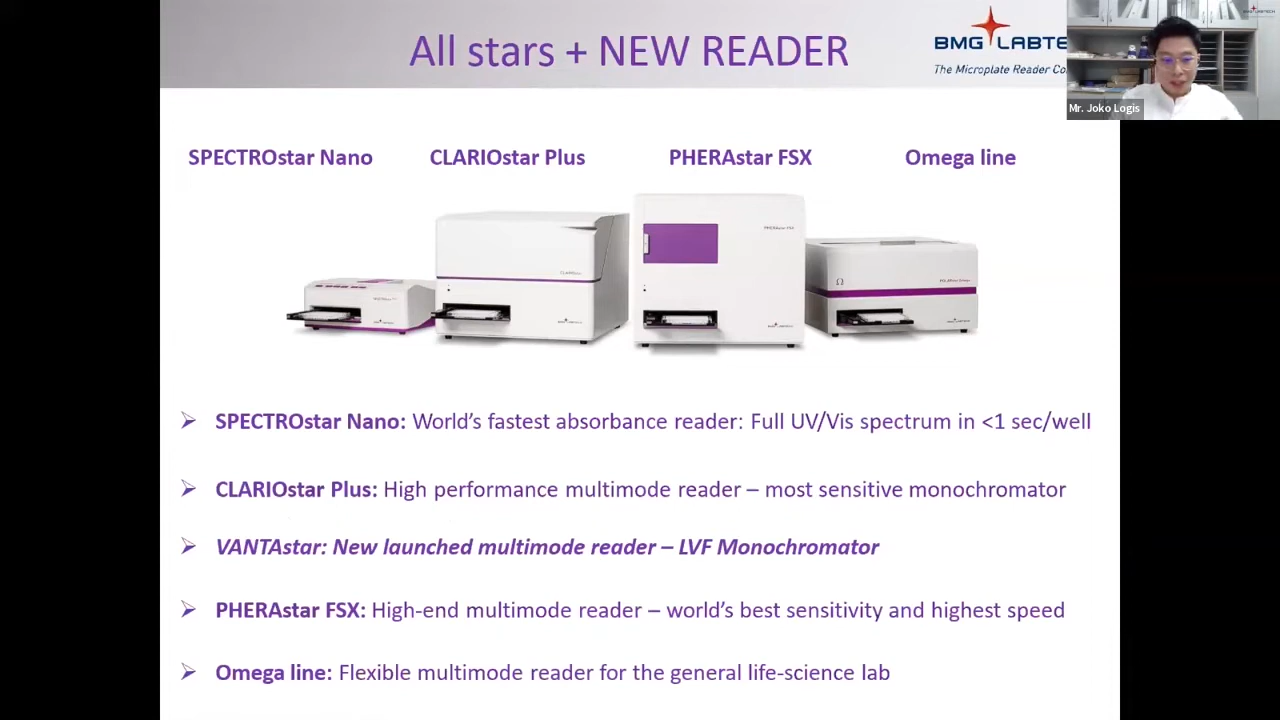 All stars + NEW READER
BMG LABTE
The Microplate Reader Co
Mr. Joko Logis
SPECTROstar Nano
CLARIOstar Plus
PHERAstar FSX
Omega line
➢ SPECTROstar Nano: World’s fastest absorbance reader: Full UV/Vis spectrum in <1 sec/well
➢ CLARIOstar Plus: High performance multimode reader – most sensitive monochromator
➢ VANTAstar: New launched multimode reader – LVF Monochromator
➢ PHERAstar FSX: High-end multimode reader – world’s best sensitivity and highest speed
➢ Omega line: Flexible multimode reader for the general life-science lab